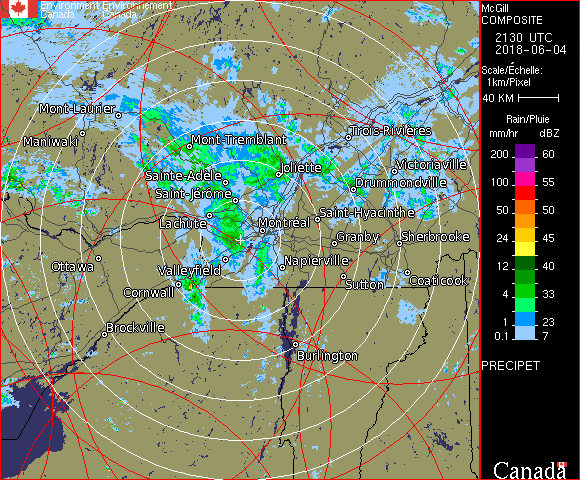 Environment Environnement
Canada Canada
Mont-Laurier
Trois-Rivières
Maniwaki
Mont-Tremblant
Victoriaville
Joliette
Sainte-Adèle
Drummondville
Saint-Jérôme
Saint-Hyacinthe
Lachute
Montréal
Granby
Sherbrooke
Ottawa
Valleyfield
Napierville
Cornwall
Sutton
Coaticook
Brockville
Burlington
McGill
COMPOSITE
2130 UTC
2018-06-04
Scale/Échelle:
1km/Pixel
40 KM
Rain/Pluie
mm/hr dBZ
200 60
100 55
50 50
24 45
12 40
4 33
1 23
0.1 7
PRECIPET
Canada